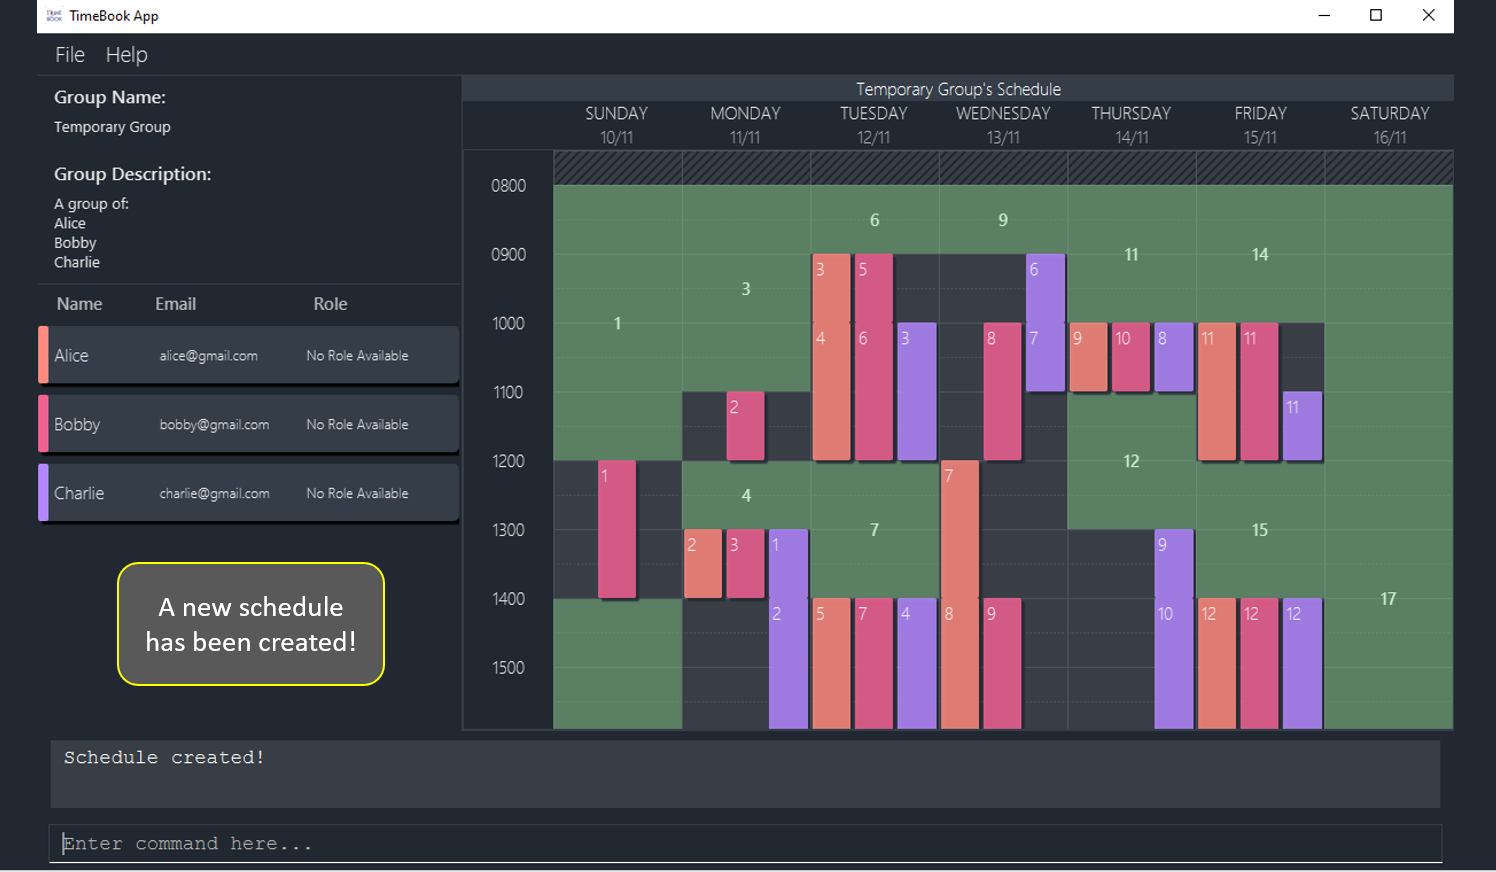 TIME BOOK
TimeBook App
File Help
Group Name:
Temporary Group
Group Description:
A group of:
Alice
Bobby
Charlie
Name Email Role
Alice alice@gmail.com No Role Available
Bobby bobby@gmail.com No Role Available
Charlie charlie@gmail.com No Role Available
A new schedule
has been created!
Temporary Group's Schedule
SUNDAY MONDAY TUESDAY WEDNESDAY THURSDAY FRIDAY SATURDAY
10/11 11/11 12/11 13/11 14/11 15/11 16/11
0800
6 9
0900 11 14
3 5 6
3
1000 1
4 6 3 8 7 9 10 8 11 11
1100
2 11
1200 12
1 7
4
1300 7 15
2 3 1 9
1400 17
2 5 7 4 8 9 10 12 12 12
1500
Schedule created!
Enter command here...